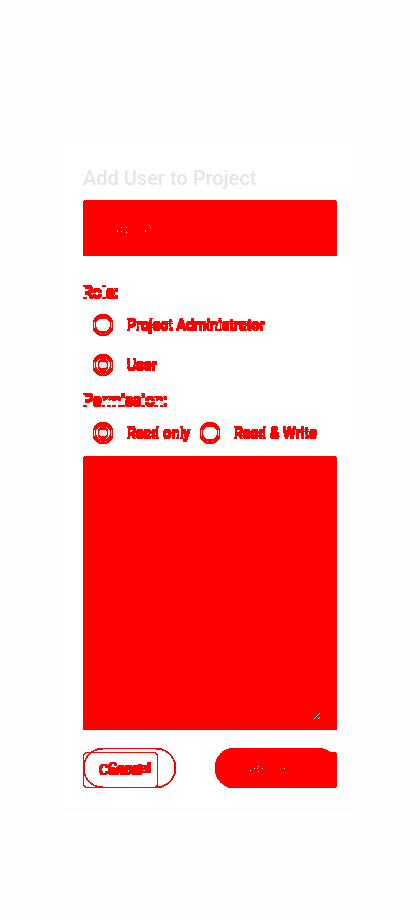 Add User to Project
Role:
Project Administrator
User
Permission:
Read only Read & Write
Cancel